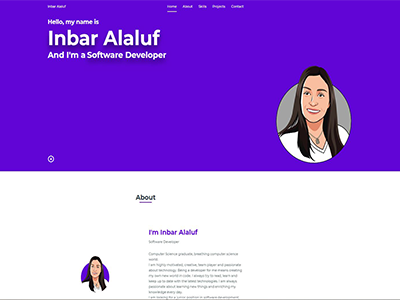 Inbar Alaluf
Home About Skills Projects Contact
Hello, my name is
Inbar Alaluf
And I'm a Software Developer
About
I'm Inbar Alaluf
Software Developer
Computer Science graduate, breathing computer science
world.
I am highly motivated, creative, team player and passionate
about technology. Being a developer for me means creating
my own new world in code. I always try to read, learn and
keep up to date with the latest technologies. I am always
passionate about learning new things and enriching my
knowledge every day.
I am looking for a junior position in software development